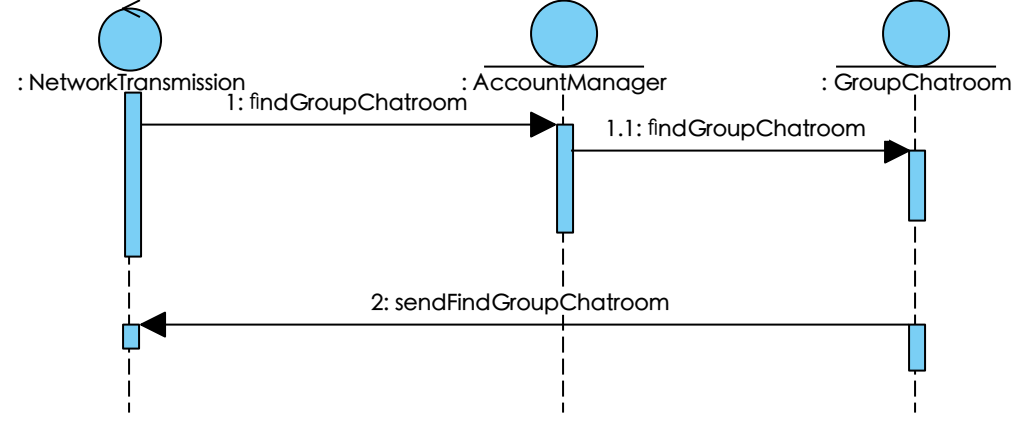 : NetworkTransmission
: AccountManager
: GroupChatroom
1: findGroupChatroom
1.1: findGroupChatroom
2: sendFindGroupChatroom